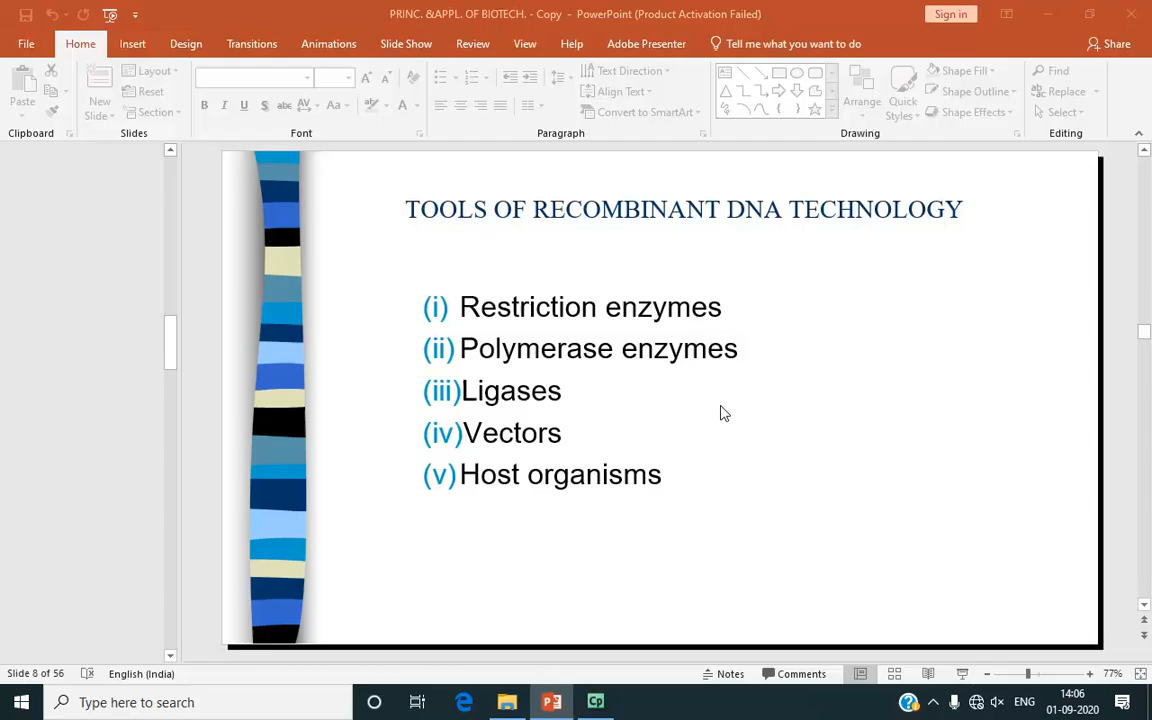 PRINC. &APPL. OF BIOTECH. - Copy - PowerPoint (Product Activation Failed)
Sign in
File Home Insert Design Transitions Animations Slide Show Review View Help Adobe Presenter Tell me what you want to do Share
Paste
New Slide
Layout
Reset
Section
B I U S abc AV Aa A
Text Direction
Align Text
Convert to SmartArt
Arrange
Quick Styles
Shape Fill
Shape Outline
Shape Effects
Find
Replace
Select
Clipboard Slides Font Paragraph Drawing Editing
TOOLS OF RECOMBINANT DNA TECHNOLOGY
(i) Restriction enzymes
(ii) Polymerase enzymes
(iii)Ligases
(iv)Vectors
(v) Host organisms
Slide 8 of 56 English (India) Notes Comments 77%
Type here to search
ENG
14:06
01-09-2020